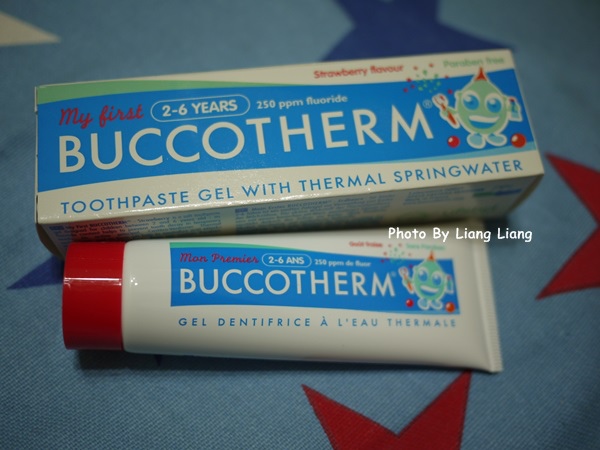 Strawberry flavour
Paraben free
My first
2-6 YEARS
250 ppm fluoride
BUCCOTHERM®
TOOTHPASTE GEL WITH THERMAL SPRINGWATER
Photo By Liang Liang
Mon Premier
2-6 ANS
250 ppm de fluor
BUCCOTHERM
GEL DENTIFRICE À L'EAU THERMALE